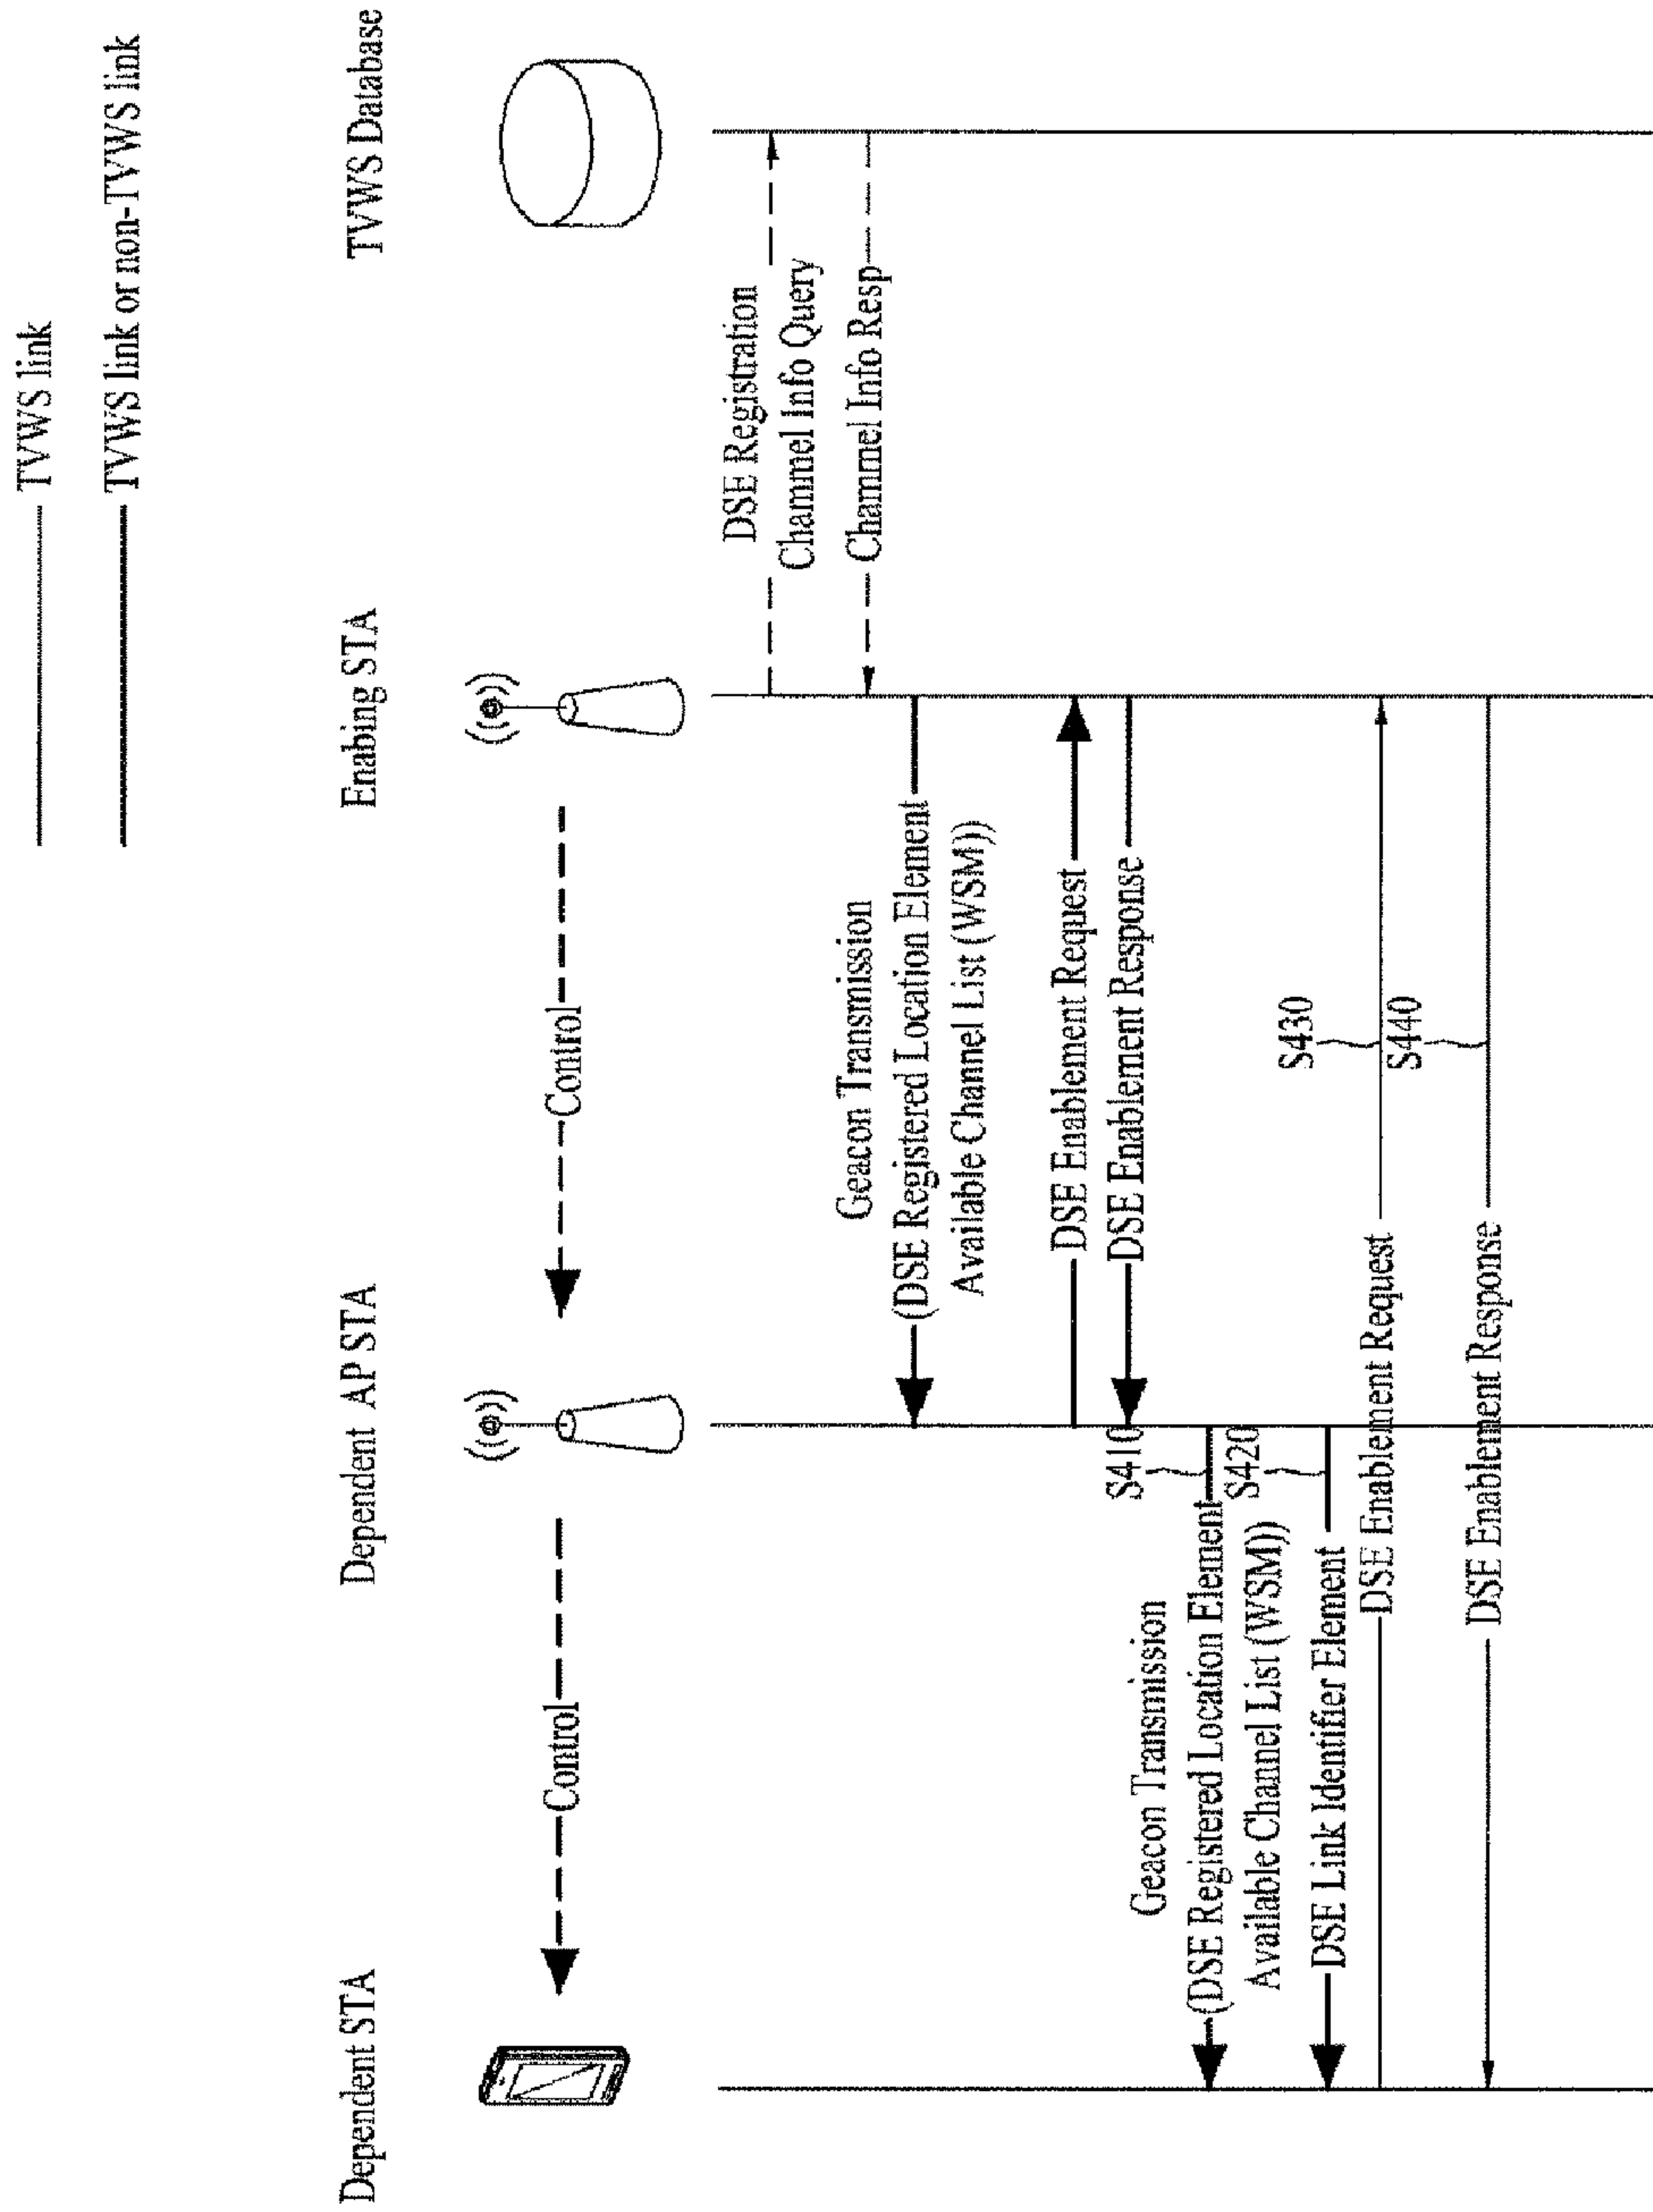 TVWS link
TVWS link or non-TVWS link
Dependent STA
Dependent AP STA
Enabing STA
TVWS Database
Control
Control
DSE Registration
Channel Info Query
Channel Info Resp
Geacon Transmission
(DSE Registered Location Element
Available Channel List (WSM))
DSE Enablement Request
DSE Enablement Response
S410
Geacon Transmission
(DSE Registered Location Element
Available Channel List (WSM))
S420
DSE Link Identifier Element
S430
DSE Enablement Request
S440
DSE Enablement Response